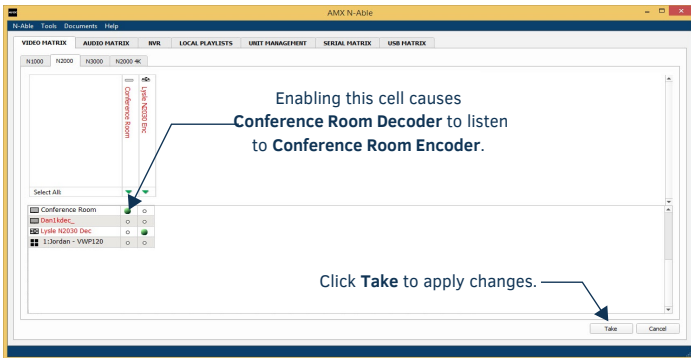 AMX
AMX N-Able
N-Able Tools Documents Help
VIDEO MATRIX AUDIO MATRIX NVR LOCAL PLAYLISTS UNIT MANAGEMENT SERIAL MATRIX USB MATRIX
N1000 N2000 N3000 N2000 4K
Conference Room
Lysle N2030 Enc
Enabling this cell causes
Conference Room Decoder to listen
to Conference Room Encoder.
Select All:
Conference Room
Dan1kdec_
Lysle N2030 Dec
1:Jordan - VWP120
Click Take to apply changes.
Take Cancel